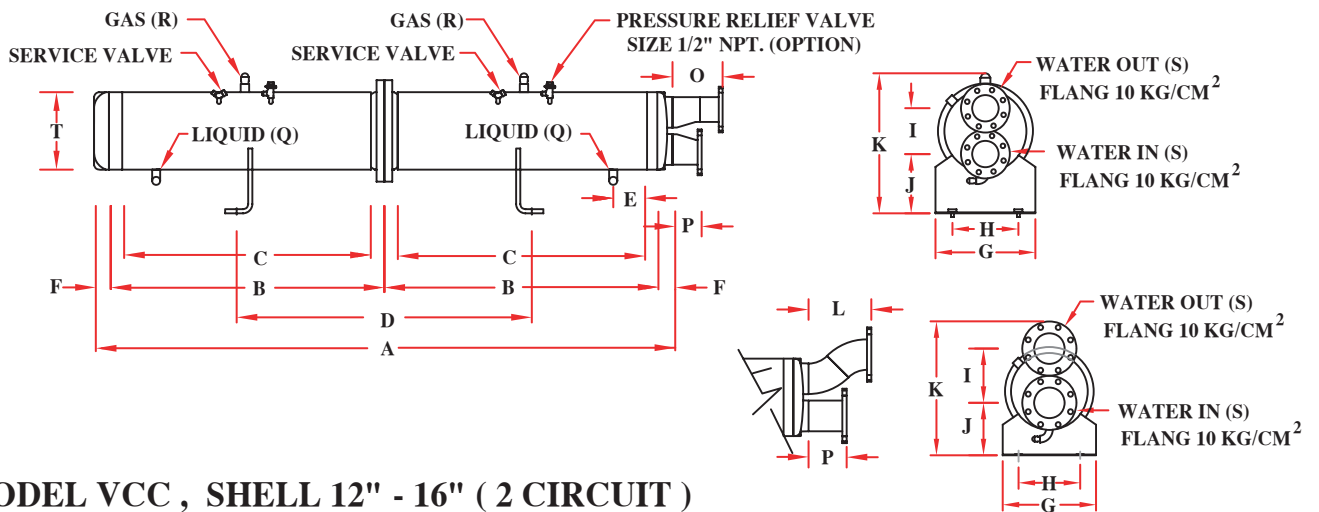 GAS (R)
GAS (R)
PRESSURE RELIEF VALVE
SIZE 1/2" NPT. (OPTION)
SERVICE VALVE
SERVICE VALVE
O
WATER OUT (S)
FLANG 10 KG/CM2
T
LIQUID (Q)
LIQUID (Q)
K
I
WATER IN (S)
FLANG 10 KG/CM2
J
E
P
H
G
C
C
F
B
B
F
D
A
L
WATER OUT (S)
FLANG 10 KG/CM2
K
I
J
WATER IN (S)
FLANG 10 KG/CM2
P
H
G
ODEL VCC , SHELL 12" - 16" ( 2 CIRCUIT )